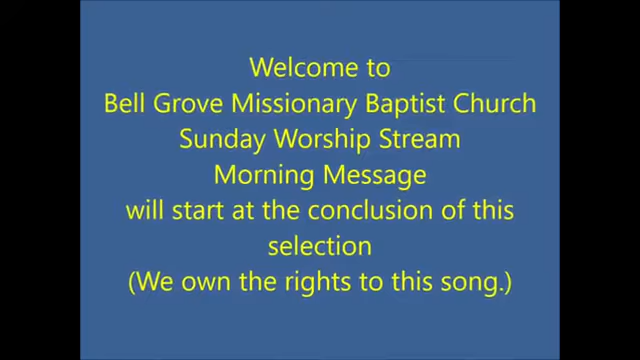 Welcome to
Bell Grove Missionary Baptist Church
Sunday Worship Stream
Morning Message
will start at the conclusion of this
selection
(We own the rights to this song.)